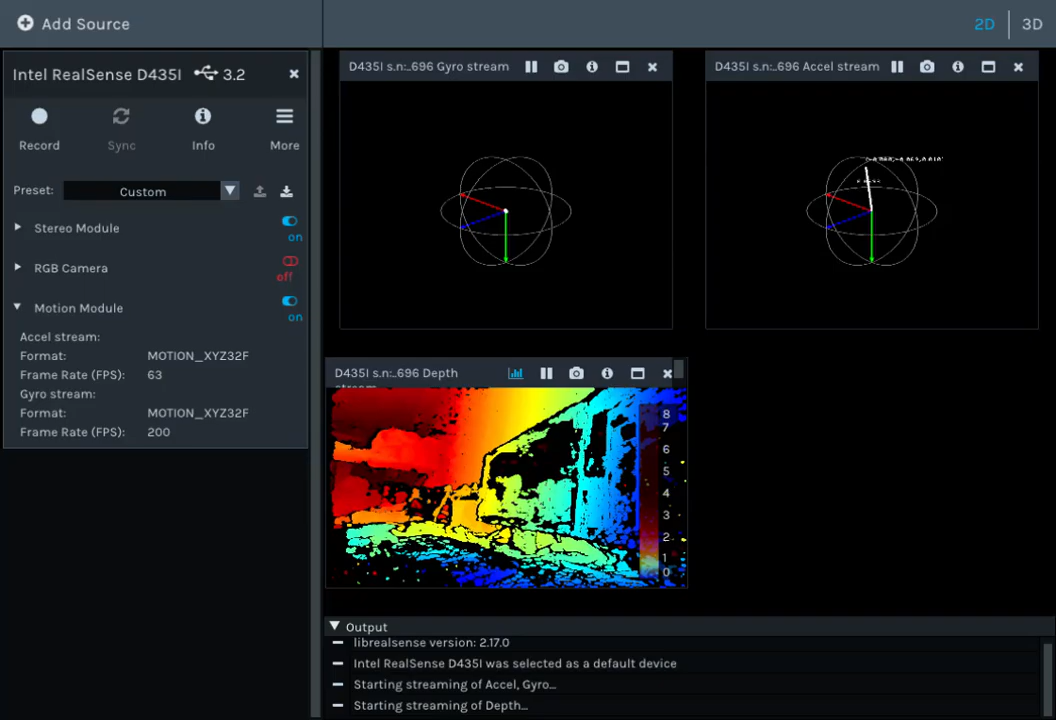 Add Source
2D
3D
Intel RealSense D435I 3.2
Record
Sync
Info
More
Preset:
Custom
Stereo Module
on
RGB Camera
off
Motion Module
on
Accel stream:
Format: MOTION_XYZ32F
Frame Rate (FPS): 63
Gyro stream:
Format: MOTION_XYZ32F
Frame Rate (FPS): 200
D435I s.n:..696 Gyro stream
D435I s.n:..696 Accel stream
D435I s.n:..696 Depth
stream
8
7
6
5
4
3
2
1
0
Output
librealsense version: 2.17.0
Intel RealSense D435I was selected as a default device
Starting streaming of Accel, Gyro...
Starting streaming of Depth...